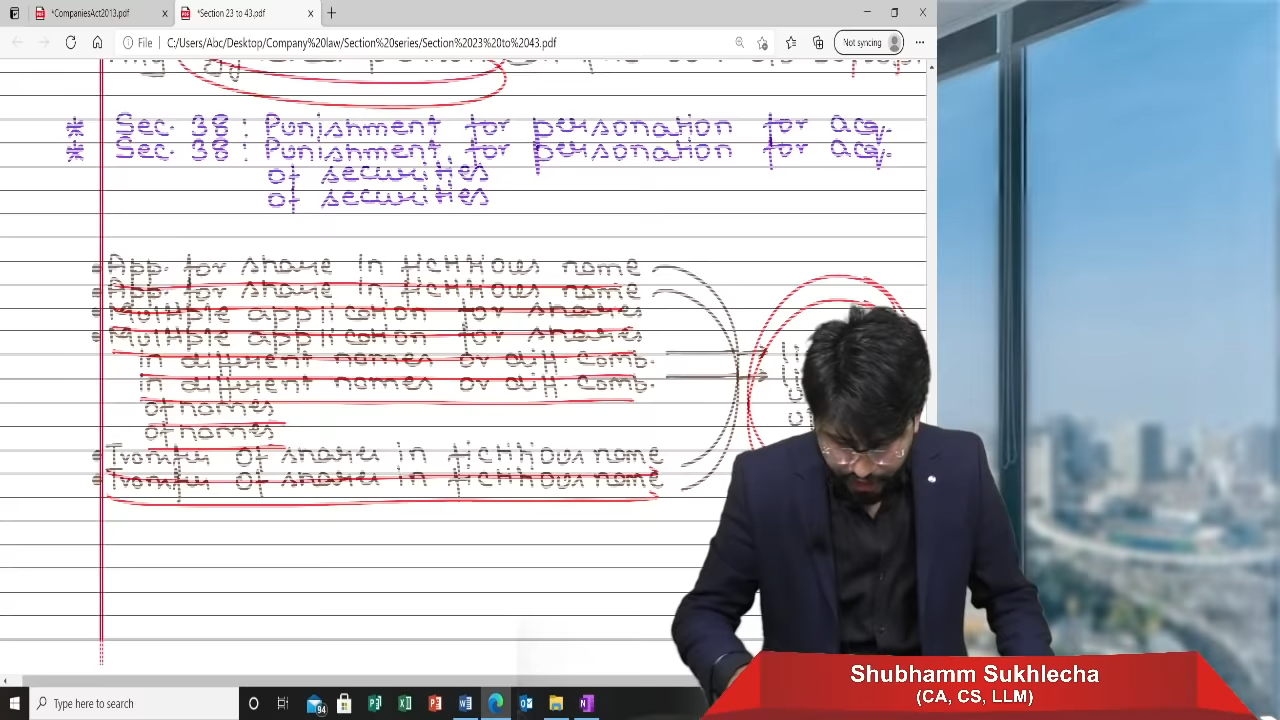 *CompaniesAct2013.pdf
*Section 23 to 43.pdf
File
C:/Users/Abc/Desktop/Company%20law/Section%20series/Section%2023%20to%2043.pdf
Not syncing
* Sec. 38 : Punishment for personation for acq.
* Sec. 38 : Punishment for personation for acq.
of securities
of securities
App. for share in fictitious name
App. for share in fictitious name
Multiple application for shares
Multiple application for shares
in different names or diff. Comb.
in different names or diff. Comb.
of names
of names
Transfer of shares in fictitious name
Transfer of shares in fictitious name
Shubhamm Sukhlecha
(CA, CS, LLM)
Type here to search
94